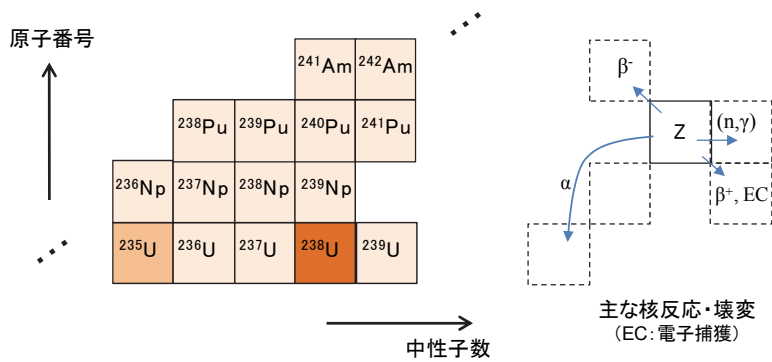 原子番号
²⁴¹Am ²⁴²Am
²³⁸Pu ²³⁹Pu ²⁴⁰Pu ²⁴¹Pu
²³⁶Np ²³⁷Np ²³⁸Np ²³⁹Np
²³⁵U ²³⁶U ²³⁷U ²³⁸U ²³⁹U
中性子数
β⁻
Z
(n,γ)
α
β⁺, EC
主な核反応・壊変
(EC:電子捕獲)